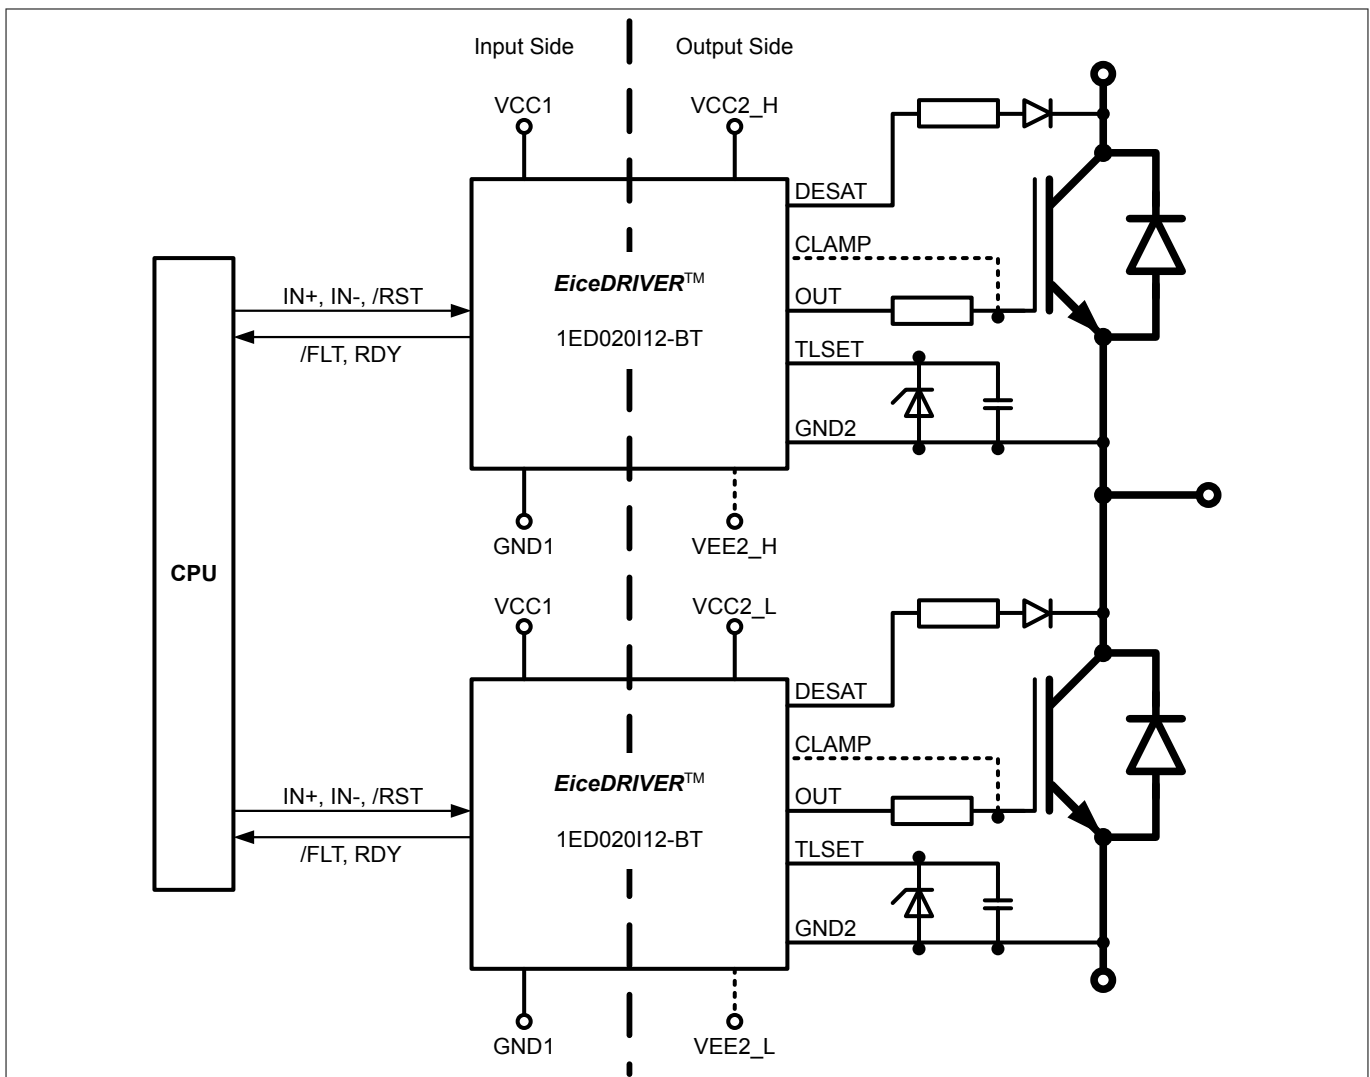 Input Side
Output Side
VCC1
VCC2_H
DESAT
CLAMP
EiceDRIVER™
OUT
IN+, IN-, /RST
1ED020I12-BT
/FLT, RDY
TLSET
GND2
GND1
VEE2_H
CPU
VCC1
VCC2_L
DESAT
CLAMP
EiceDRIVER™
OUT
IN+, IN-, /RST
1ED020I12-BT
/FLT, RDY
TLSET
GND2
GND1
VEE2_L